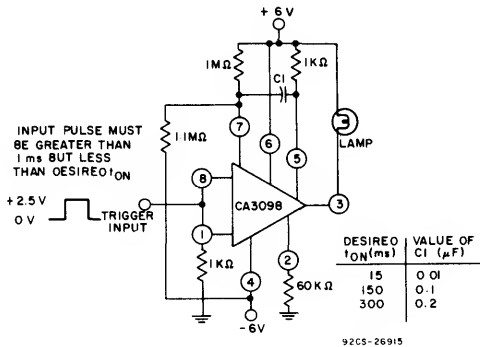 +6V
1MΩ
1KΩ
C1
1.1MΩ
7
6
5
LAMP
INPUT PULSE MUST
BE GREATER THAN
1 ms BUT LESS
THAN DESIREO tON
8
CA3098
3
+2.5V
0V
TRIGGER
INPUT
1
2
4
1KΩ
60KΩ
-6V
DESIREO tON(ms) VALUE OF C1 (μF)
15 0.01
150 0.1
300 0.2
92CS-26915